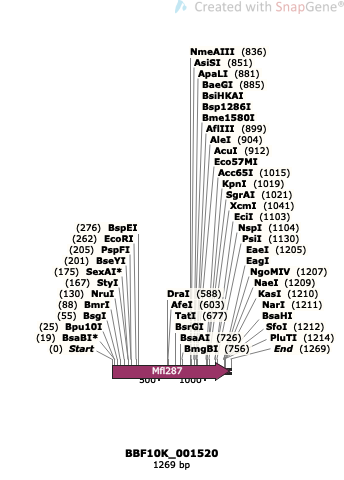 Created with SnapGene®
NmeAIII (836)
AsiSI (851)
ApaLI (881)
BaeGI (885)
BsiHKAI
Bsp1286I
Bme1580I
AflIII (899)
AleI (904)
AcuI (912)
Eco57MI
Acc65I (1015)
KpnI (1019)
SgrAI (1021)
XcmI (1041)
EciI (1103)
(276) BspEI NspI (1104)
(262) EcoRI PsiI (1130)
(205) PspFI EaeI (1205)
(201) BseYI EagI
(175) SexAI* NgoMIV (1207)
(167) StyI NaeI (1209)
(130) NruI DraI (588) KasI (1210)
(88) BmrI AfeI (603) NarI (1211)
(55) BsgI TatI (677) BsaHI
(25) Bpu10I BsrGI SfoI (1212)
(19) BsaBI* BsaAI (726) PluTI (1214)
(0) Start BmgBI (756) End (1269)
Mfl287
500 1000
BBF10K_001520
1269 bp